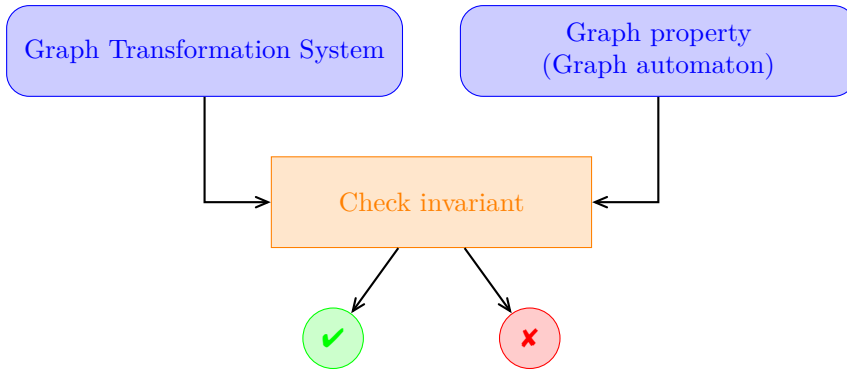 Graph Transformation System
Graph property
(Graph automaton)
Check invariant
✔
✘